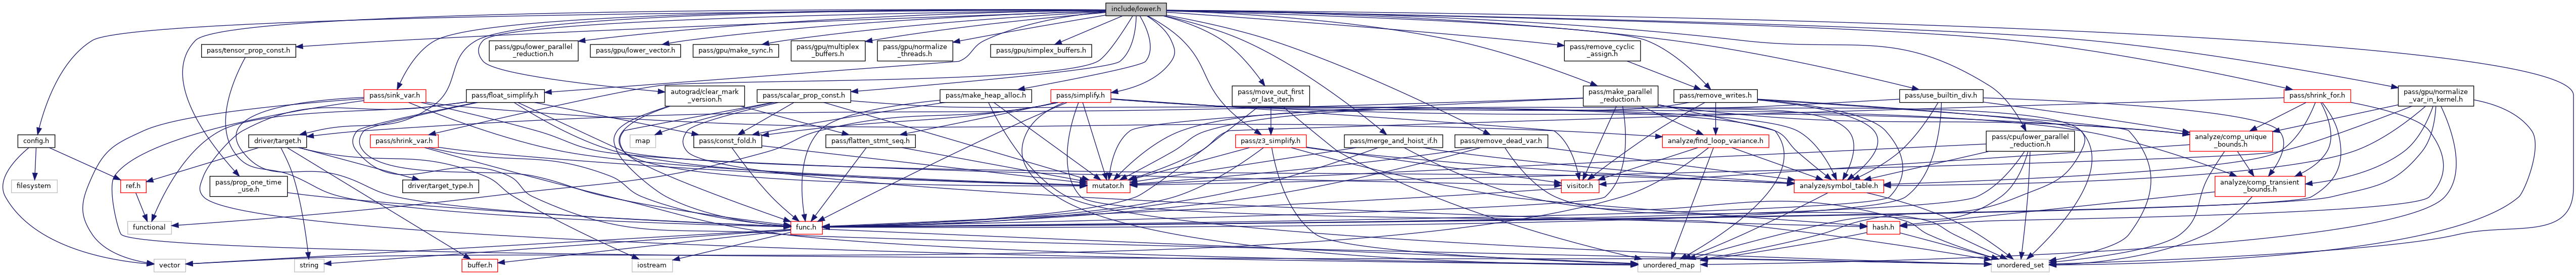 include/lower.h
pass/tensor_prop_const.h
pass/gpu/lower_parallel
_reduction.h
pass/gpu/lower_vector.h
pass/gpu/make_sync.h
pass/gpu/multiplex
_buffers.h
pass/gpu/normalize
_threads.h
pass/gpu/simplex_buffers.h
pass/remove_cyclic
_assign.h
pass/sink_var.h
pass/float_simplify.h
autograd/clear_mark
_version.h
pass/scalar_prop_const.h
pass/make_heap_alloc.h
pass/simplify.h
pass/move_out_first
_or_last_iter.h
pass/make_parallel
_reduction.h
pass/remove_writes.h
pass/use_builtin_div.h
pass/shrink_for.h
pass/gpu/normalize
_var_in_kernel.h
config.h
driver/target.h
pass/shrink_var.h
map
pass/const_fold.h
pass/flatten_stmt_seq.h
pass/z3_simplify.h
pass/merge_and_hoist_if.h
pass/remove_dead_var.h
analyze/find_loop_variance.h
pass/cpu/lower_parallel
_reduction.h
analyze/comp_unique
_bounds.h
filesystem
ref.h
pass/prop_one_time
_use.h
driver/target_type.h
mutator.h
visitor.h
analyze/symbol_table.h
analyze/comp_transient
_bounds.h
functional
func.h
hash.h
vector
string
buffer.h
iostream
unordered_map
unordered_set